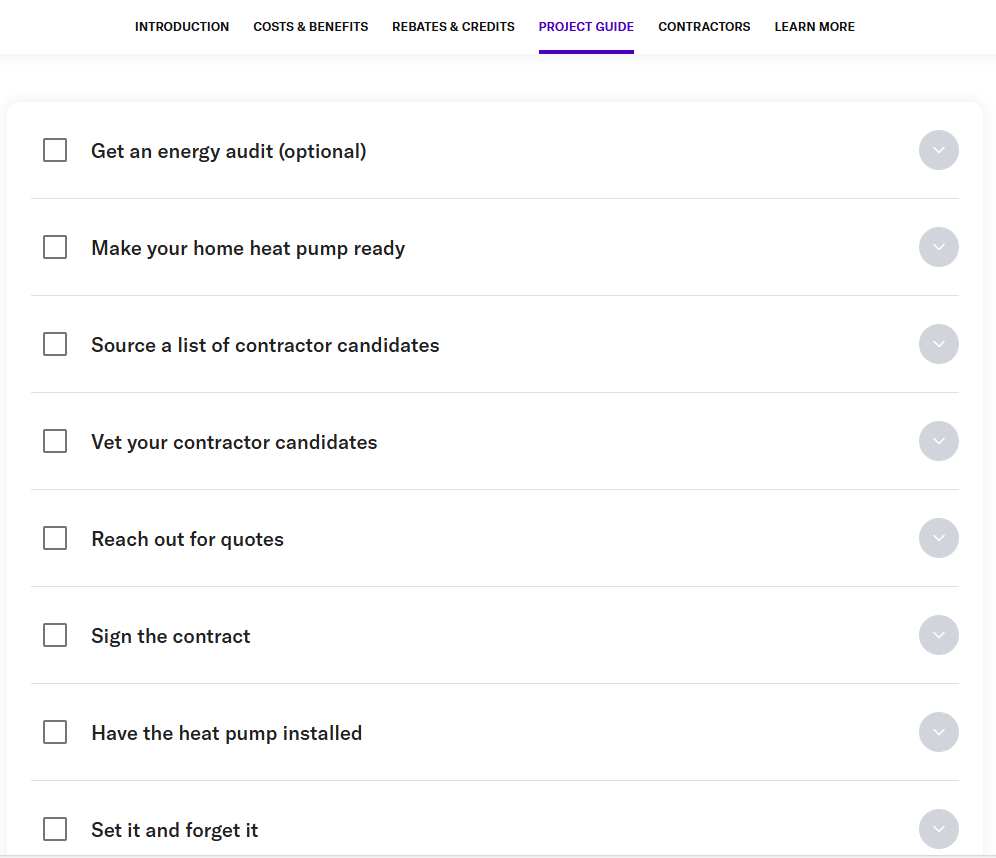 INTRODUCTION COSTS & BENEFITS REBATES & CREDITS PROJECT GUIDE CONTRACTORS LEARN MORE
Get an energy audit (optional)
Make your home heat pump ready
Source a list of contractor candidates
Vet your contractor candidates
Reach out for quotes
Sign the contract
Have the heat pump installed
Set it and forget it